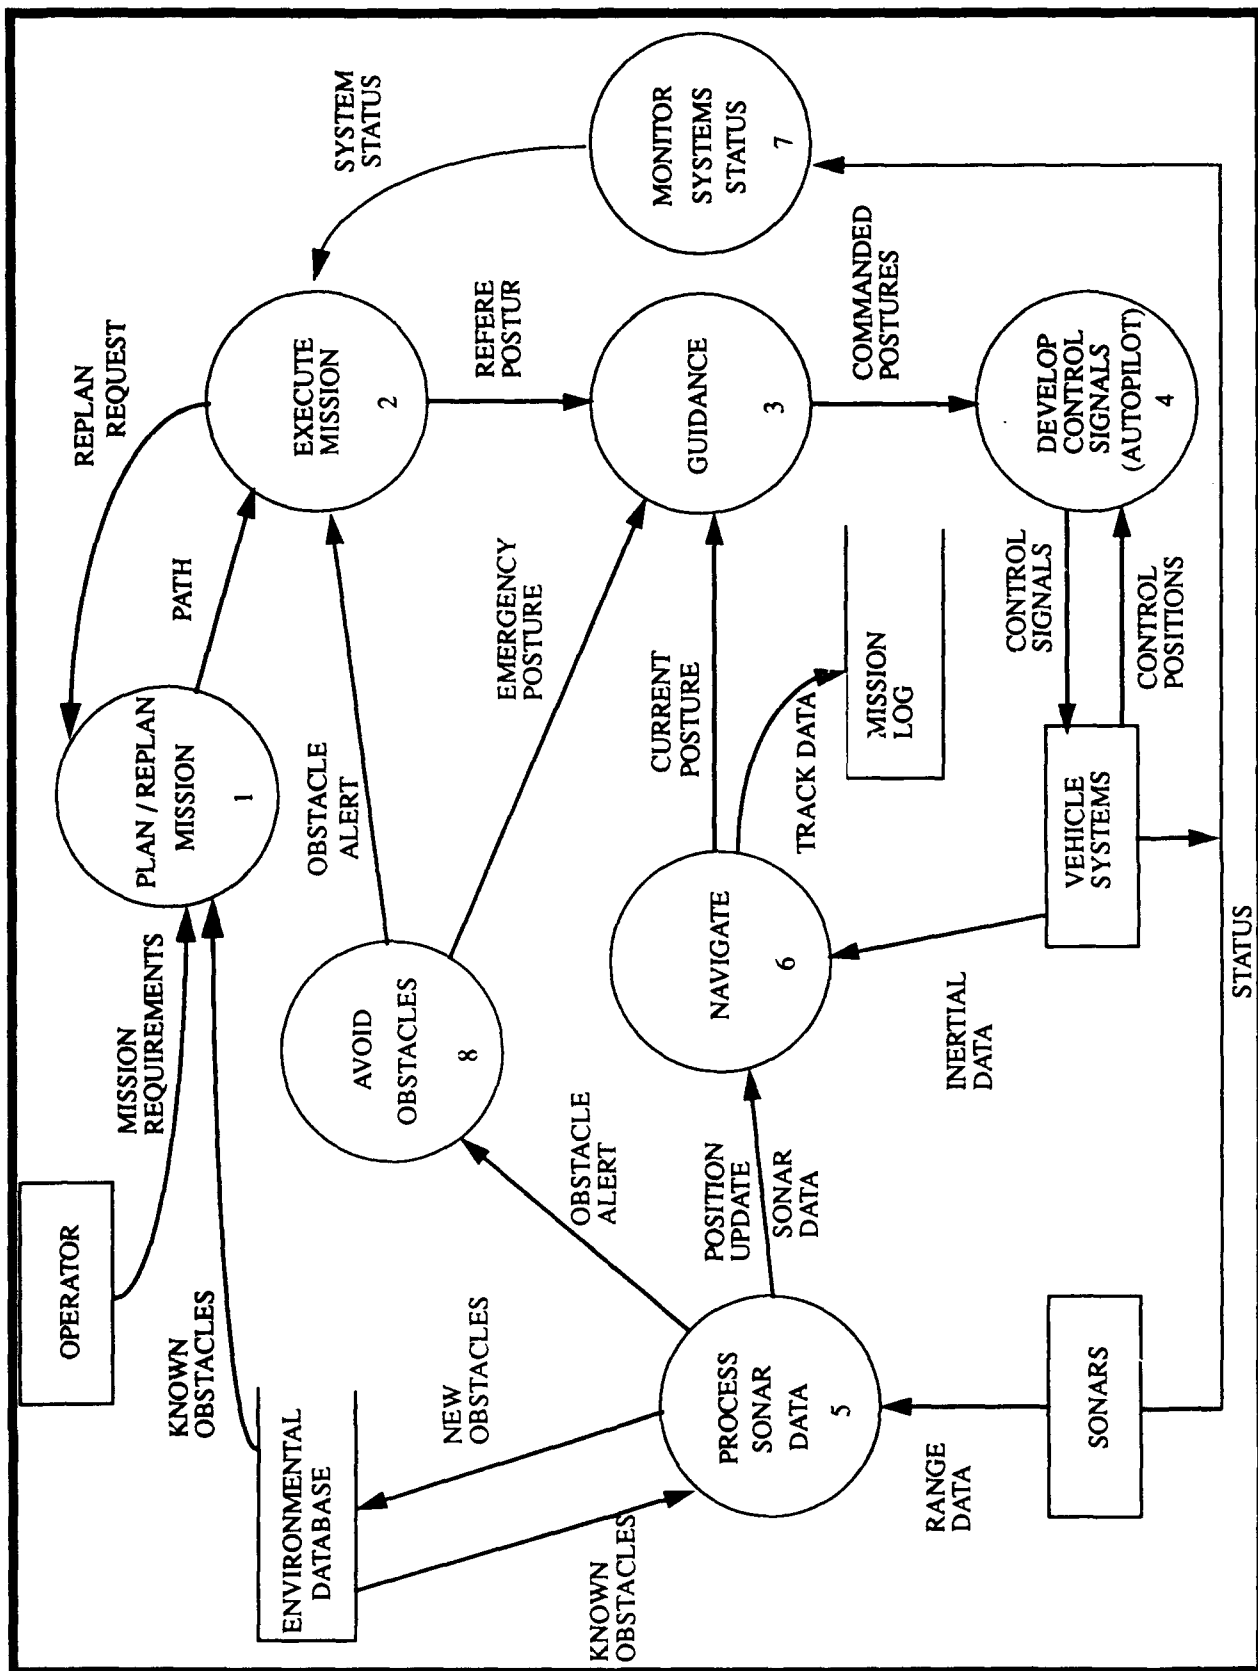 OPERATOR
MISSION
REQUIREMENTS
PLAN / REPLAN
MISSION
1
REPLAN
REQUEST
PATH
KNOWN
OBSTACLES
ENVIRONMENTAL
DATABASE
NEW
OBSTACLES
KNOWN
OBSTACLES
AVOID
OBSTACLES
8
OBSTACLE
ALERT
OBSTACLE
ALERT
EMERGENCY
POSTURE
EXECUTE
MISSION
2
SYSTEM
STATUS
REFERE
POSTUR
MONITOR
SYSTEMS
STATUS
7
PROCESS
SONAR
DATA
5
POSITION
UPDATE
SONAR
DATA
NAVIGATE
6
CURRENT
POSTURE
TRACK DATA
MISSION
LOG
GUIDANCE
3
COMMANDED
POSTURES
DEVELOP
CONTROL
SIGNALS
(AUTOPILOT)
4
CONTROL
SIGNALS
CONTROL
POSITIONS
VEHICLE
SYSTEMS
INERTIAL
DATA
RANGE
DATA
SONARS
STATUS